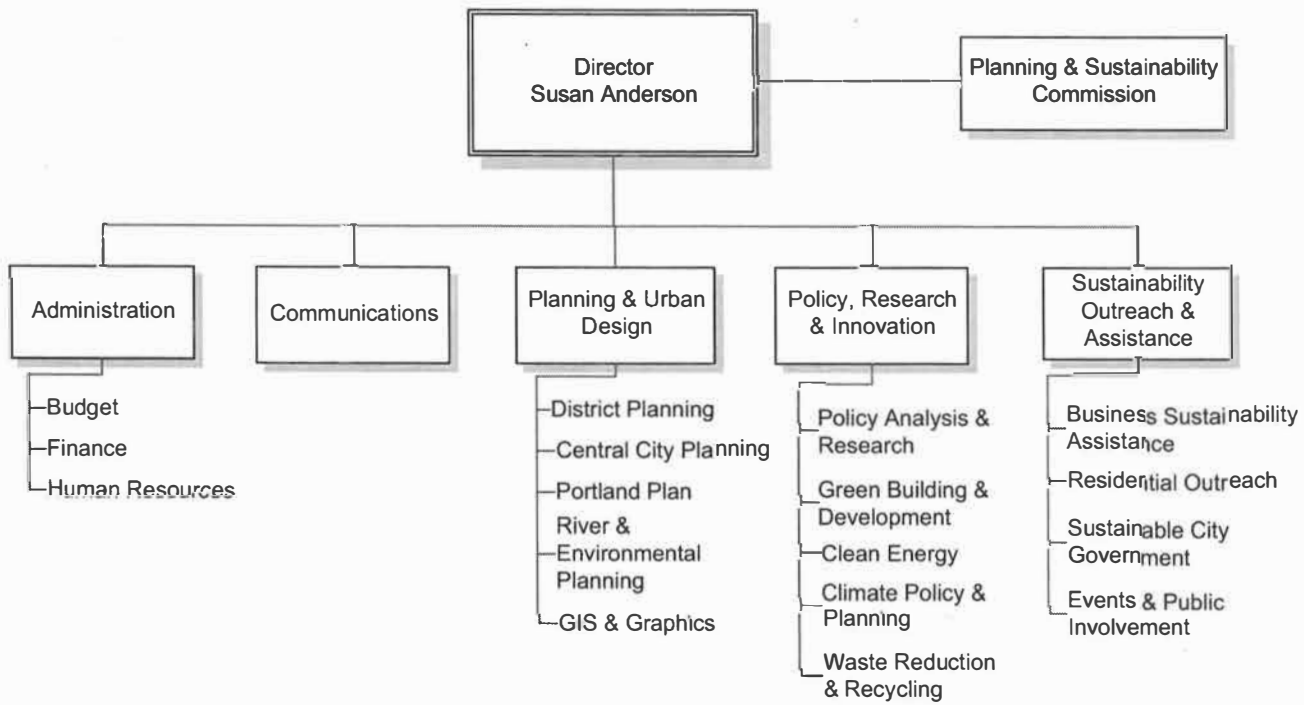 Director
Susan Anderson
Planning & Sustainability
Commission
Administration
Budget
Finance
Human Resources
Communications
Planning & Urban
Design
District Planning
Central City Planning
Portland Plan
River &
Environmental
Planning
GIS & Graphics
Policy, Research
& Innovation
Policy Analysis &
Research
Green Building &
Development
Clean Energy
Climate Policy &
Planning
Waste Reduction
& Recycling
Sustainability
Outreach &
Assistance
Business Sustainability
Assistance
Residential Outreach
Sustainable City
Government
Events & Public
Involvement